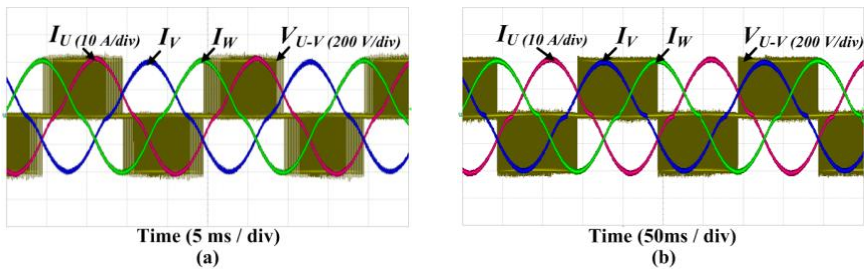 I_U (10 A/div) I_V I_W V_U-V (200 V/div)
Time (5 ms / div)
(a)
I_U (10 A/div) I_V I_W V_U-V (200 V/div)
Time (50ms / div)
(b)